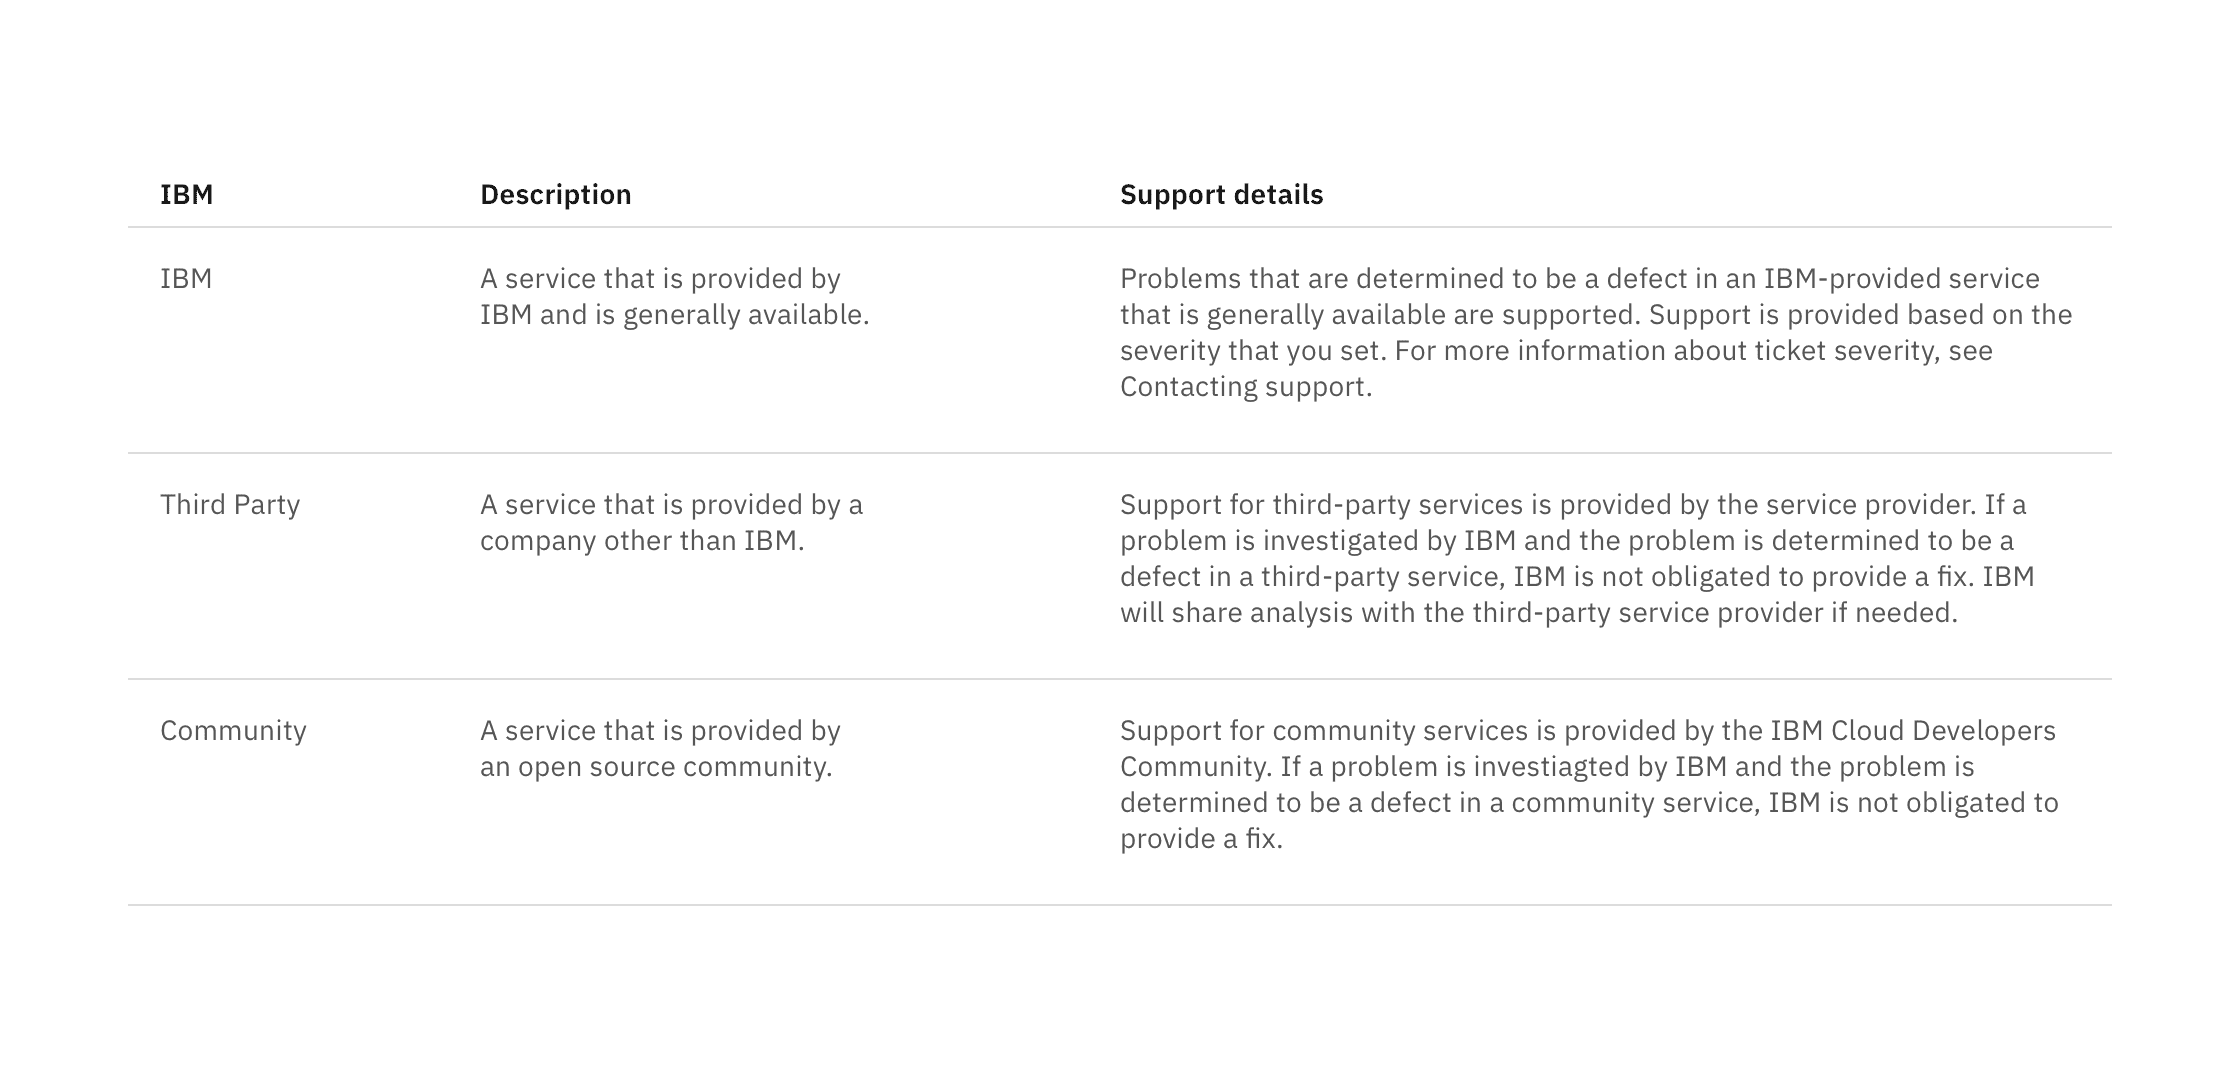 IBM
Description
Support details
IBM
A service that is provided by
IBM and is generally available.
Problems that are determined to be a defect in an IBM-provided service
that is generally available are supported. Support is provided based on the
severity that you set. For more information about ticket severity, see
Contacting support.
Third Party
A service that is provided by a
company other than IBM.
Support for third-party services is provided by the service provider. If a
problem is investigated by IBM and the problem is determined to be a
defect in a third-party service, IBM is not obligated to provide a fix. IBM
will share analysis with the third-party service provider if needed.
Community
A service that is provided by
an open source community.
Support for community services is provided by the IBM Cloud Developers
Community. If a problem is investiagted by IBM and the problem is
determined to be a defect in a community service, IBM is not obligated to
provide a fix.